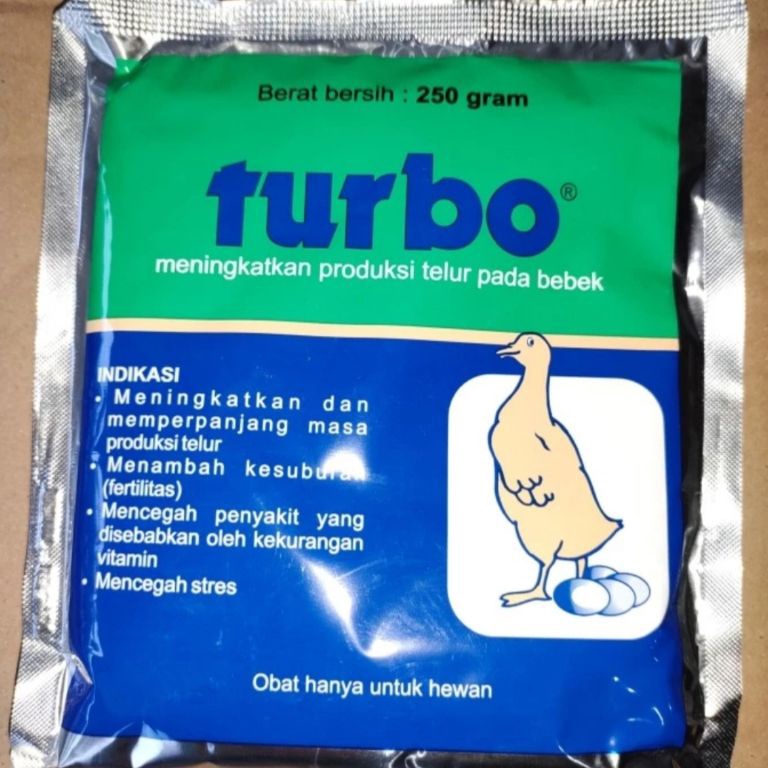 Berat bersih : 250 gram
turbo®
meningkatkan produksi telur pada bebek
INDIKASI
• Meningkatkan dan
memperpanjang masa
produksi telur
• Menambah kesuburan
(fertilitas)
• Mencegah penyakit yang
disebabkan oleh kekurangan
vitamin
• Mencegah stres
Obat hanya untuk hewan